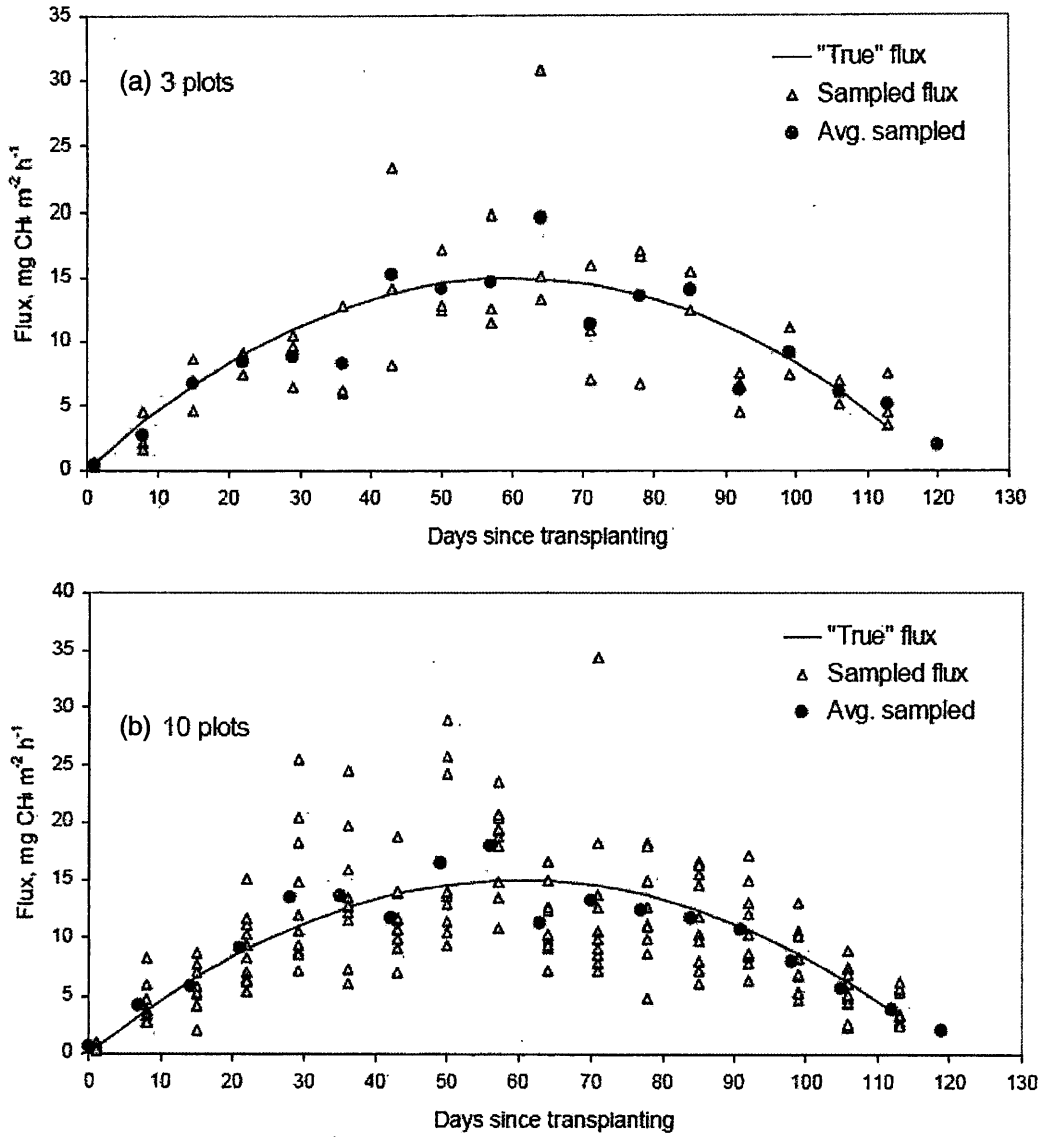 35
30
25
20
15
10
5
0
Flux, mg CH4 m-2 h-1
(a) 3 plots
"True" flux
Sampled flux
Avg. sampled
0 10 20 30 40 50 60 70 80 90 100 110 120 130
Days since transplanting
40
35
30
25
20
15
10
5
0
Flux, mg CH4 m-2 h-1
(b) 10 plots
"True" flux
Sampled flux
Avg. sampled
0 10 20 30 40 50 60 70 80 90 100 110 120 130
Days since transplanting